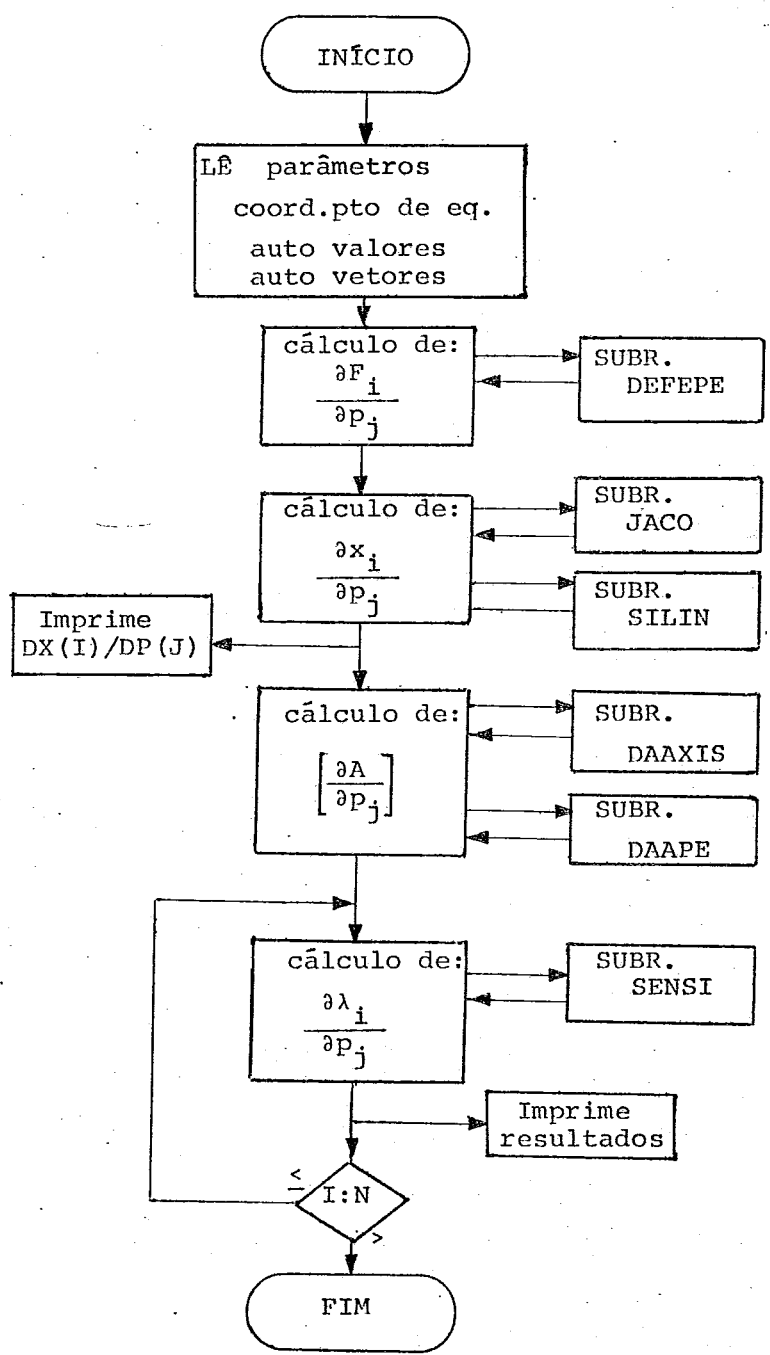 INÍCIO
LÊ parâmetros
coord.pto de eq.
auto valores
auto vetores
cálculo de:
∂F_i
∂p_j
SUBR.
DEFEPE
cálculo de:
∂x_i
∂p_j
SUBR.
JACO
SUBR.
SILIN
Imprime
DX(I)/DP(J)
cálculo de:
[∂A
∂p_j]
SUBR.
DAAXIS
SUBR.
DAAPE
cálculo de:
∂λ_i
∂p_j
SUBR.
SENSI
Imprime
resultados
≤
I:N
>
FIM